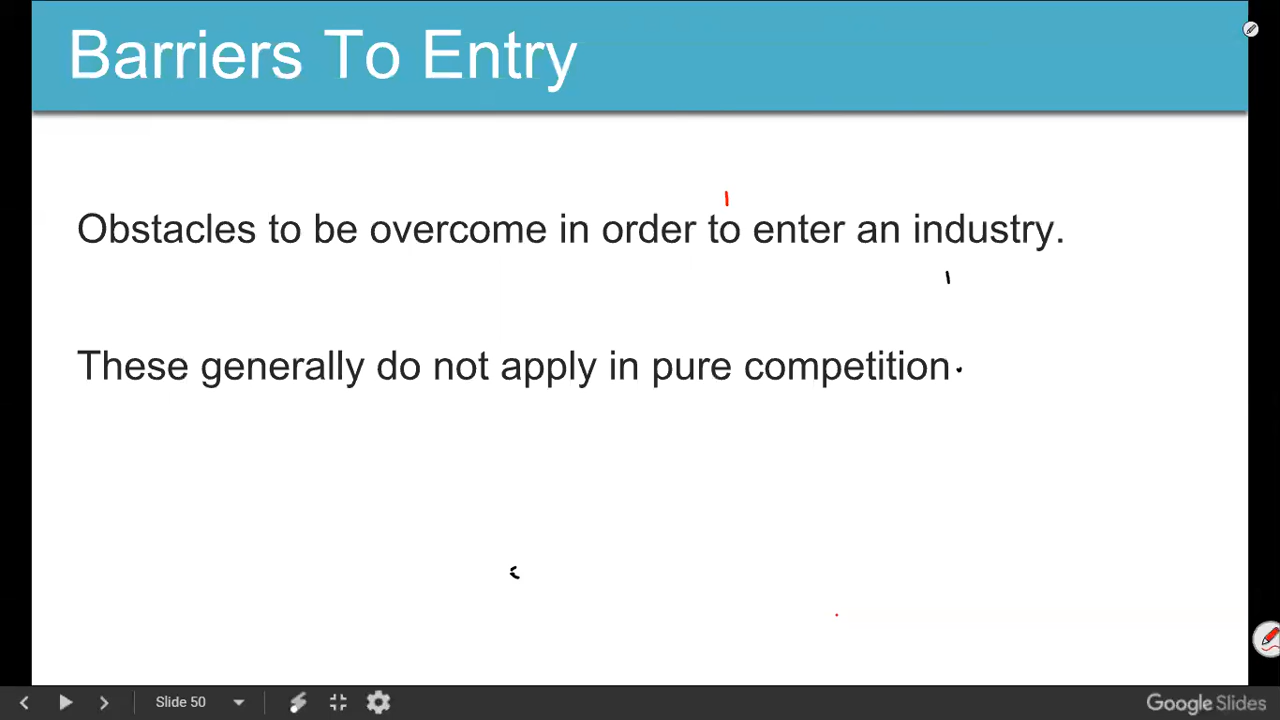 Barriers To Entry
Obstacles to be overcome in order to enter an industry.
These generally do not apply in pure competition.
Slide 50
Google Slides